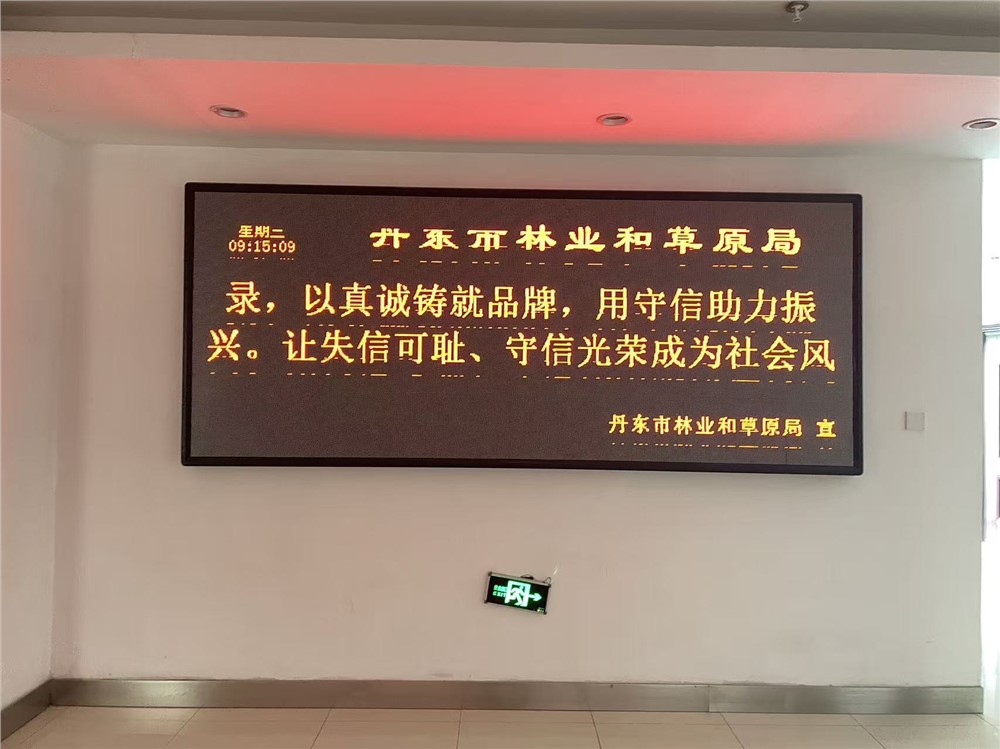 星期二
09:15:09
丹东市林业和草原局
录，以真诚铸就品牌，用守信助力振
兴。让失信可耻、守信光荣成为社会风
丹东市林业和草原局 宣
EXIT